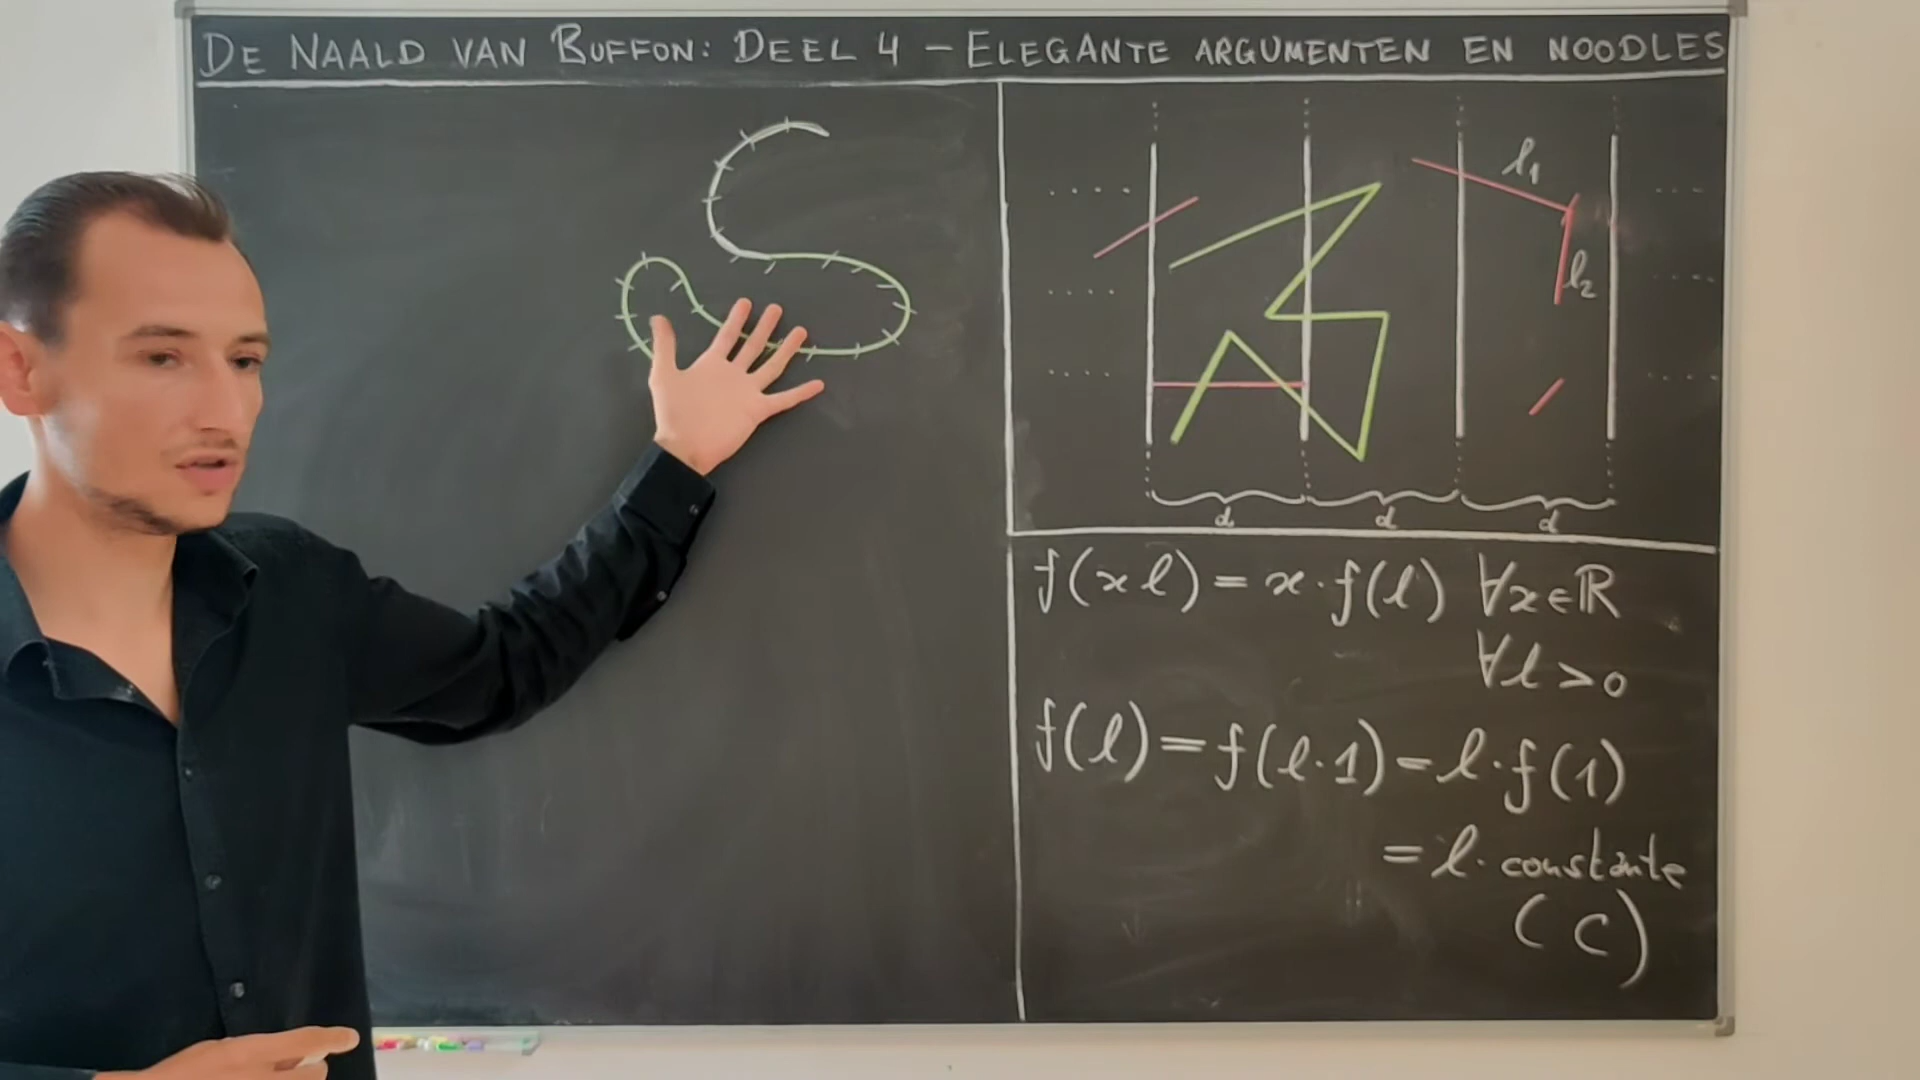 DE NAALD VAN BUFFON: DEEL 4 – ELEGANTE ARGUMENTEN EN NOODLES
l₁
l₂
d d d
f(xl) = x·f(l) ∀x∈ℝ
∀l>0
f(l) = f(l·1) = l·f(1)
= l·constante
(C)